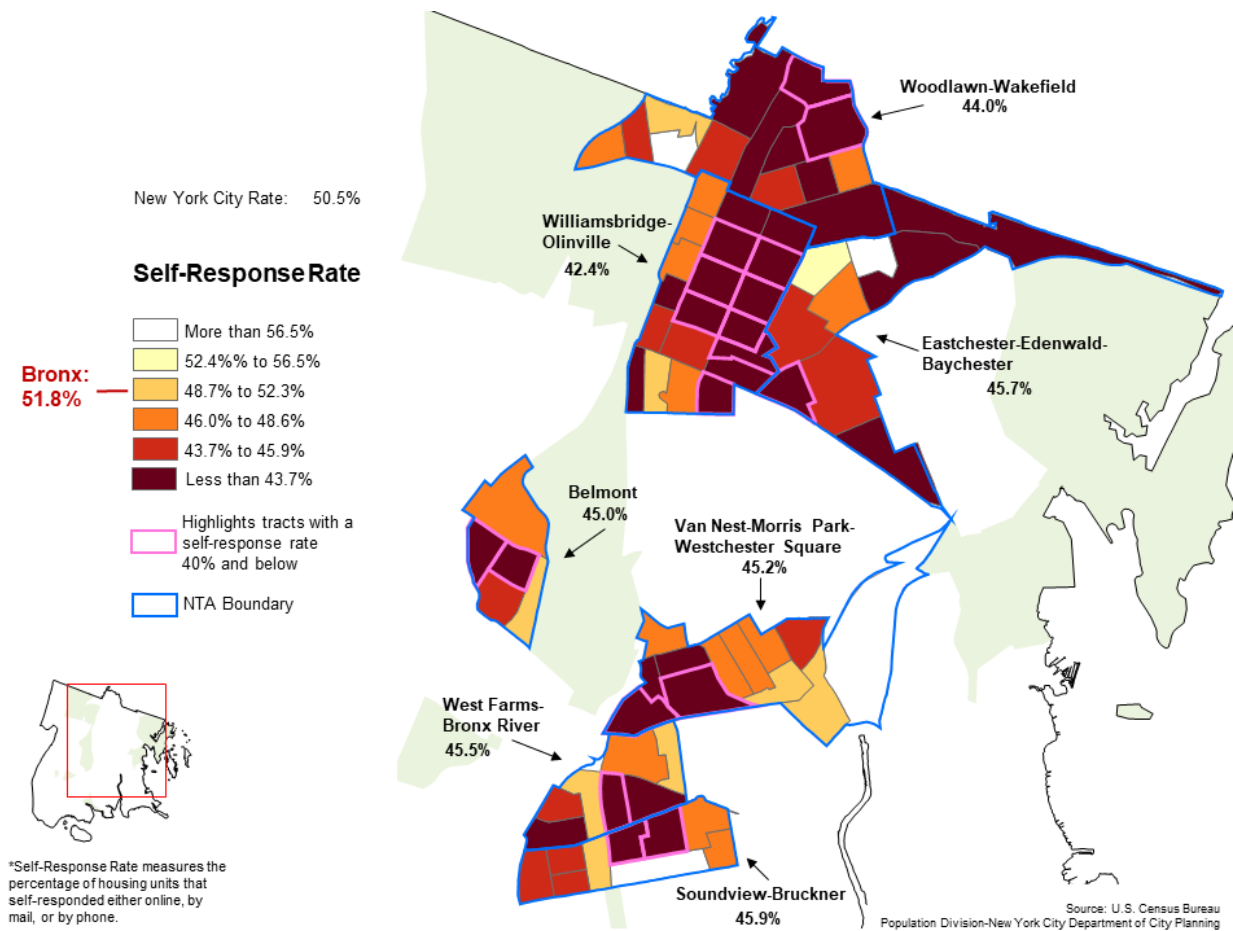 Woodlawn-Wakefield
44.0%
New York City Rate: 50.5%
Williamsbridge-
Olinville
42.4%
Self-Response Rate
More than 56.5%
52.4%% to 56.5%
Bronx:
51.8%
48.7% to 52.3%
46.0% to 48.6%
43.7% to 45.9%
Less than 43.7%
Highlights tracts with a
self-response rate
40% and below
NTA Boundary
Eastchester-Edenwald-
Baychester
45.7%
Belmont
45.0%
Van Nest-Morris Park-
Westchester Square
45.2%
West Farms-
Bronx River
45.5%
Soundview-Bruckner
45.9%
*Self-Response Rate measures the
percentage of housing units that
self-responded either online, by
mail, or by phone.
Source: U.S. Census Bureau
Population Division-New York City Department of City Planning